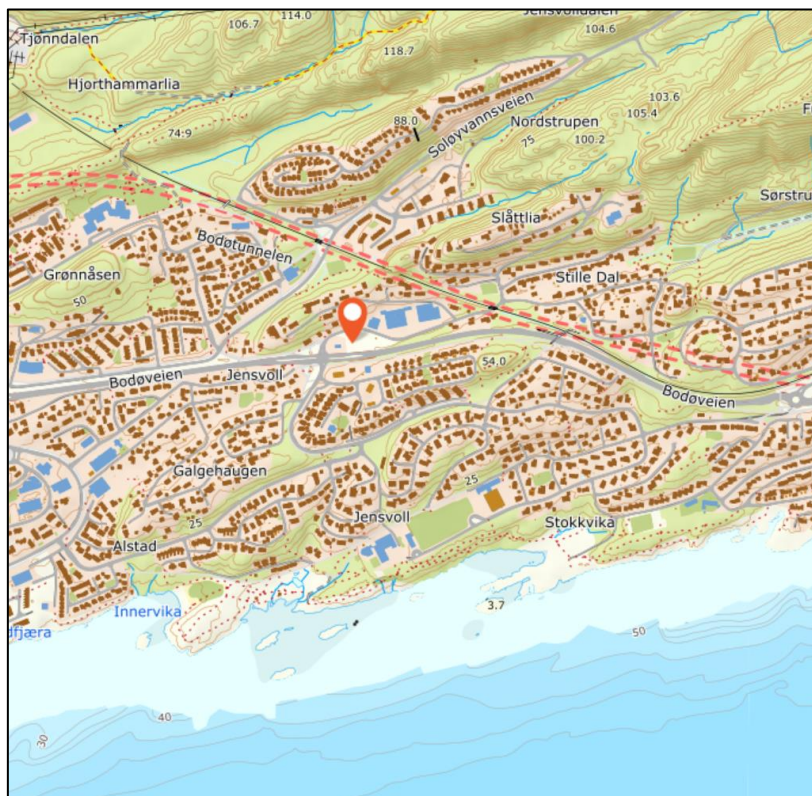 114.0
Jensvolldalen
106.7
104.6
Tjønndalen
118.7
Hjorthammarlia
103.6
105.4
88.0
Soløyvannsveien
Nordstrupen
74.9
75
100.2
Sørstru
Slåttlia
Bodøtunnelen
Grønnåsen
Stille Dal
50
54.0
Bodøveien
Jensvoll
Bodøveien
Galgehaugen
25
25
Jensvoll
Stokkvika
Alstad
Innervika
3.7
dfjæra
50
40
30